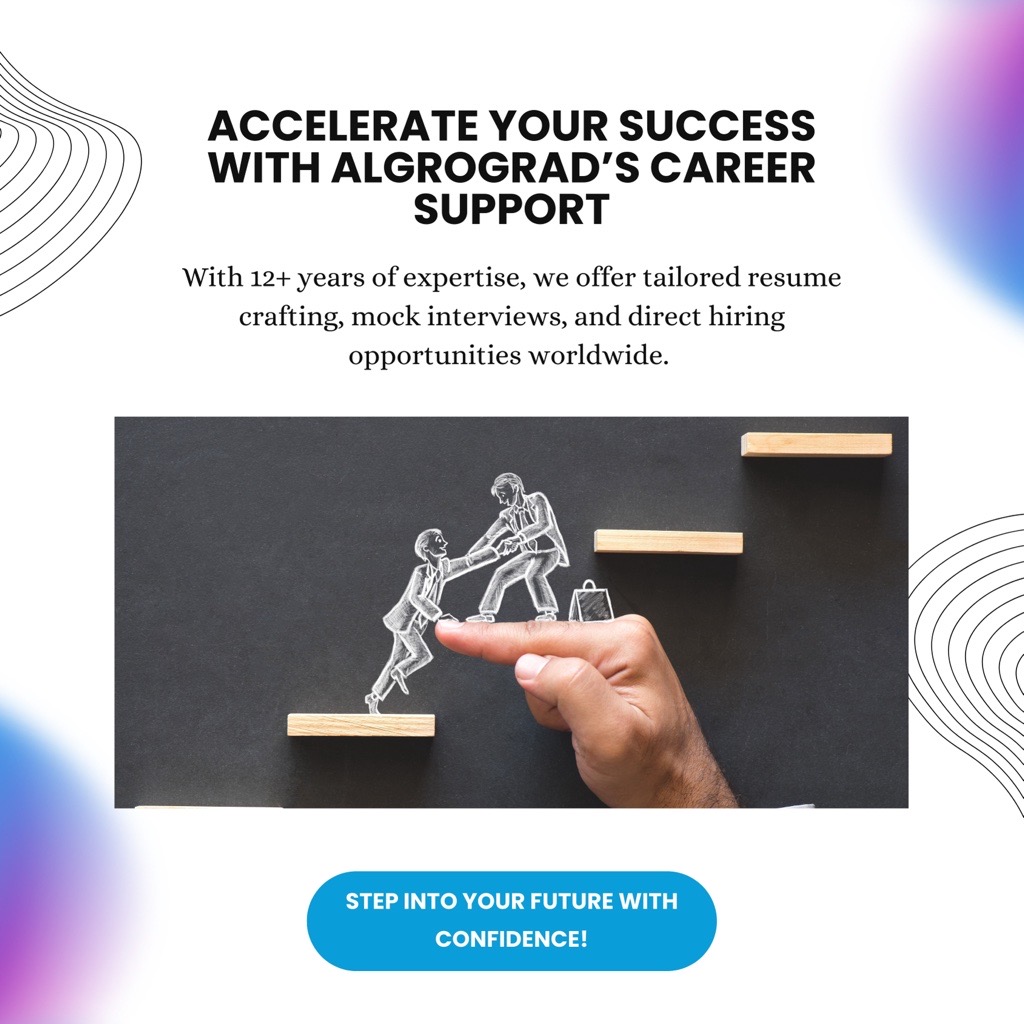 ACCELERATE YOUR SUCCESS
WITH ALGROGRAD’S CAREER
SUPPORT
With 12+ years of expertise, we offer tailored resume
crafting, mock interviews, and direct hiring
opportunities worldwide.
STEP INTO YOUR FUTURE WITH
CONFIDENCE!